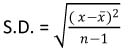 S.D. = √((x−x̄)²/(n−1))